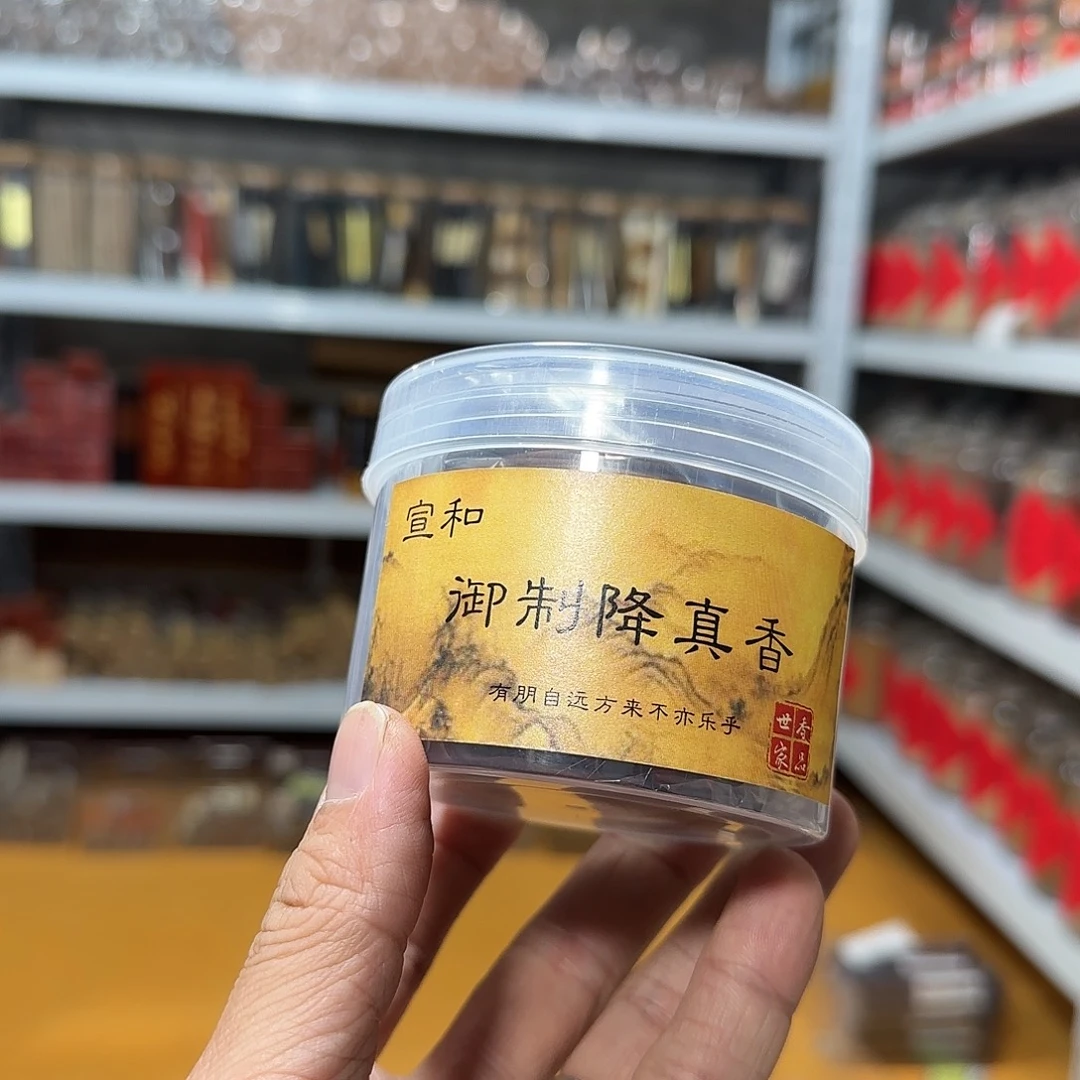 宣和
御制降真香
有朋自远方来不亦乐乎
香品
世家